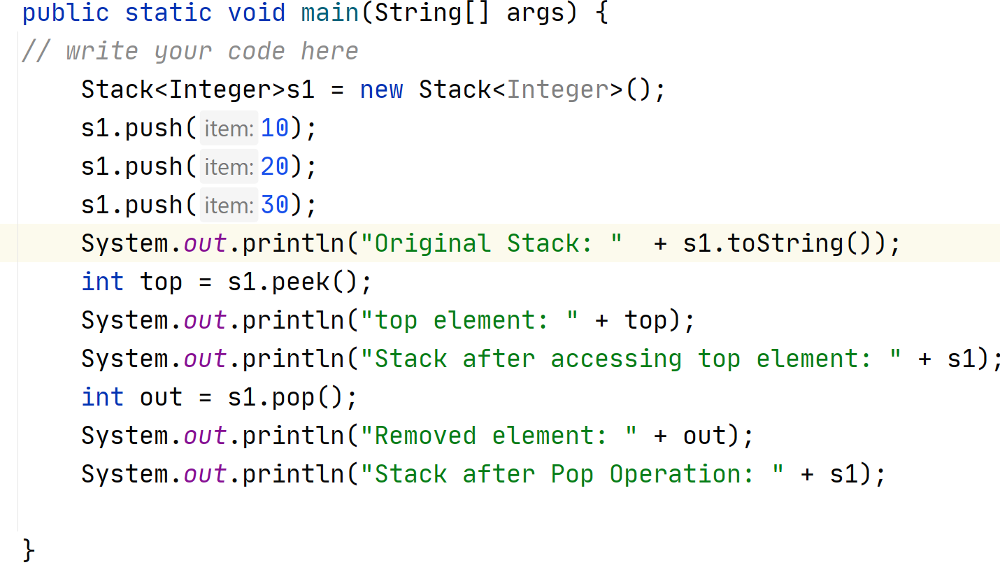 public static void main(String[] args) {
// write your code here
Stack<Integer>s1 = new Stack<Integer>();
s1.push( item: 10);
s1.push( item: 20);
s1.push( item: 30);
System.out.println("Original Stack: "  + s1.toString());
int top = s1.peek();
System.out.println("top element: " + top);
System.out.println("Stack after accessing top element: " + s1);
int out = s1.pop();
System.out.println("Removed element: " + out);
System.out.println("Stack after Pop Operation: " + s1);
}